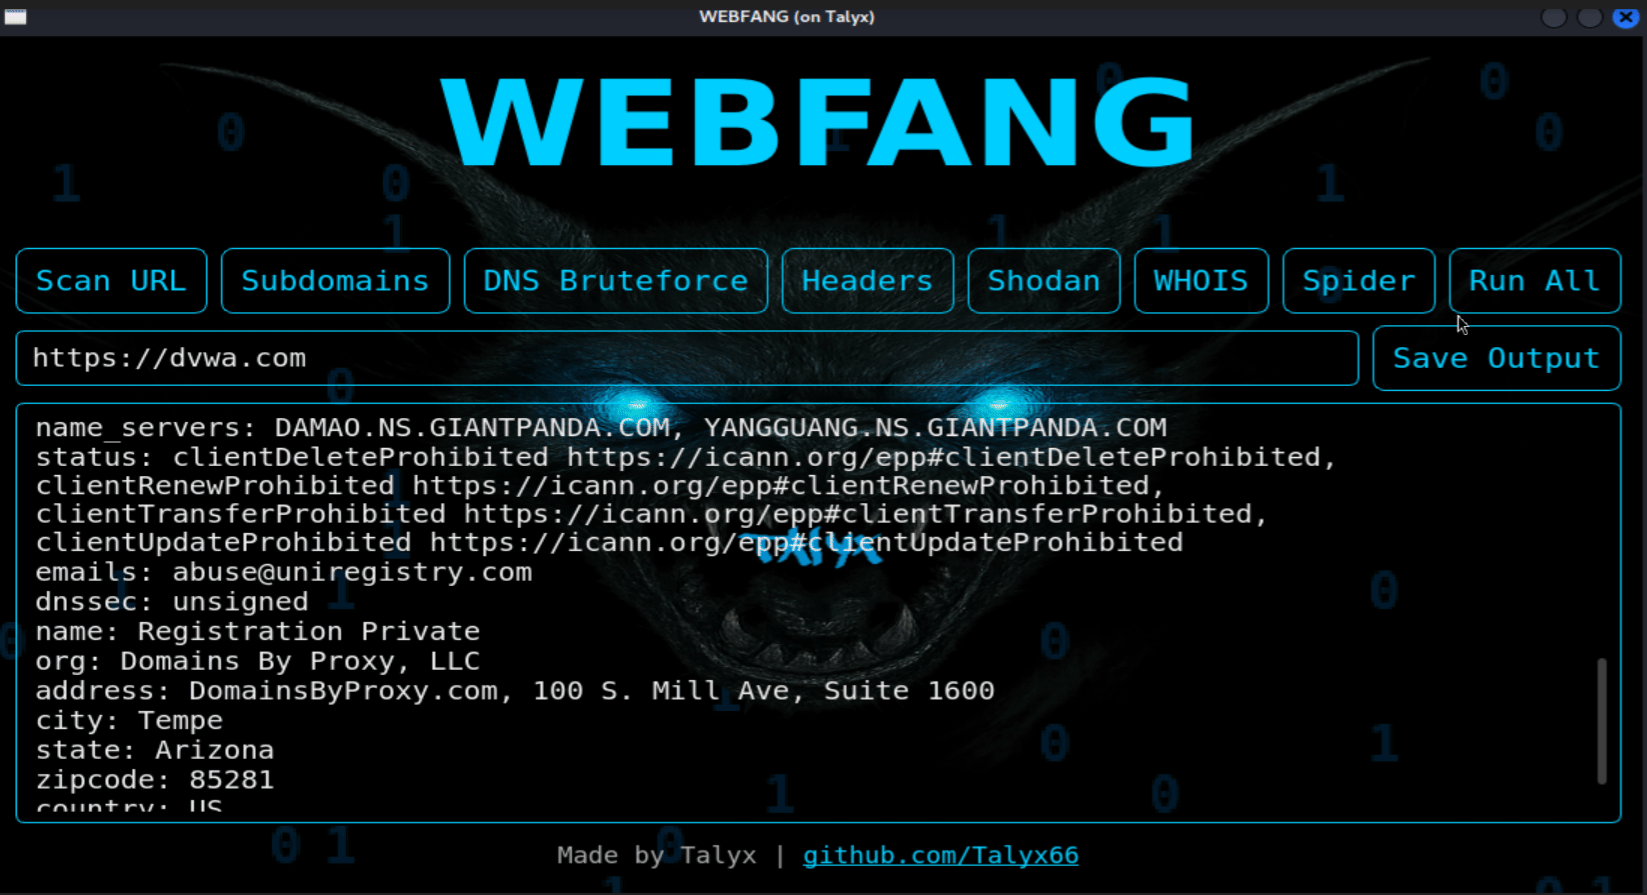 WEBFANG (on Talyx)
WEBFANG
Scan URL
Subdomains
DNS Bruteforce
Headers
Shodan
WHOIS
Spider
Run All
https://dvwa.com
Save Output
name_servers: DAMAO.NS.GIANTPANDA.COM, YANGGUANG.NS.GIANTPANDA.COM
status: clientDeleteProhibited https://icann.org/epp#clientDeleteProhibited,
clientRenewProhibited https://icann.org/epp#clientRenewProhibited,
clientTransferProhibited https://icann.org/epp#clientTransferProhibited,
clientUpdateProhibited https://icann.org/epp#clientUpdateProhibited
Talyx
emails: abuse@uniregistry.com
dnssec: unsigned
name: Registration Private
org: Domains By Proxy, LLC
address: DomainsByProxy.com, 100 S. Mill Ave, Suite 1600
city: Tempe
state: Arizona
zipcode: 85281
country: US
Made by Talyx | github.com/Talyx66